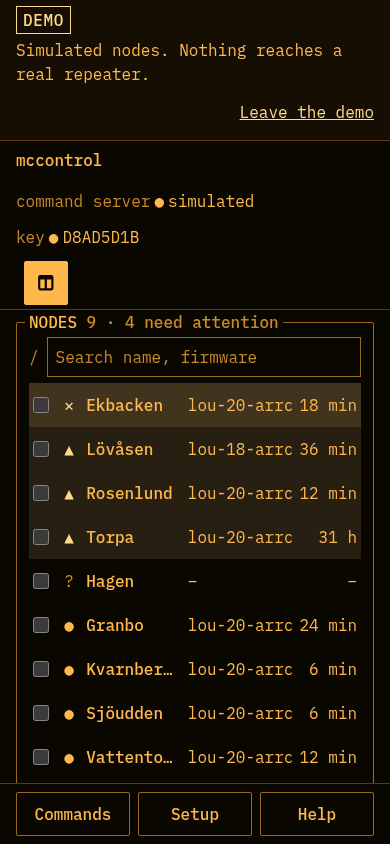 DEMO
Simulated nodes. Nothing reaches a
real repeater.
Leave the demo
mccontrol
command server ● simulated
key ● D8AD5D1B
NODES 9 · 4 need attention
/ Search name, firmware
× Ekbacken lou-20-arrc 18 min
▲ Lövåsen lou-18-arrc 36 min
▲ Rosenlund lou-20-arrc 12 min
▲ Torpa lou-20-arrc 31 h
? Hagen – –
● Granbo lou-20-arrc 24 min
● Kvarnber… lou-20-arrc 6 min
● Sjöudden lou-20-arrc 6 min
● Vattento… lou-20-arrc 12 min
Commands Setup Help